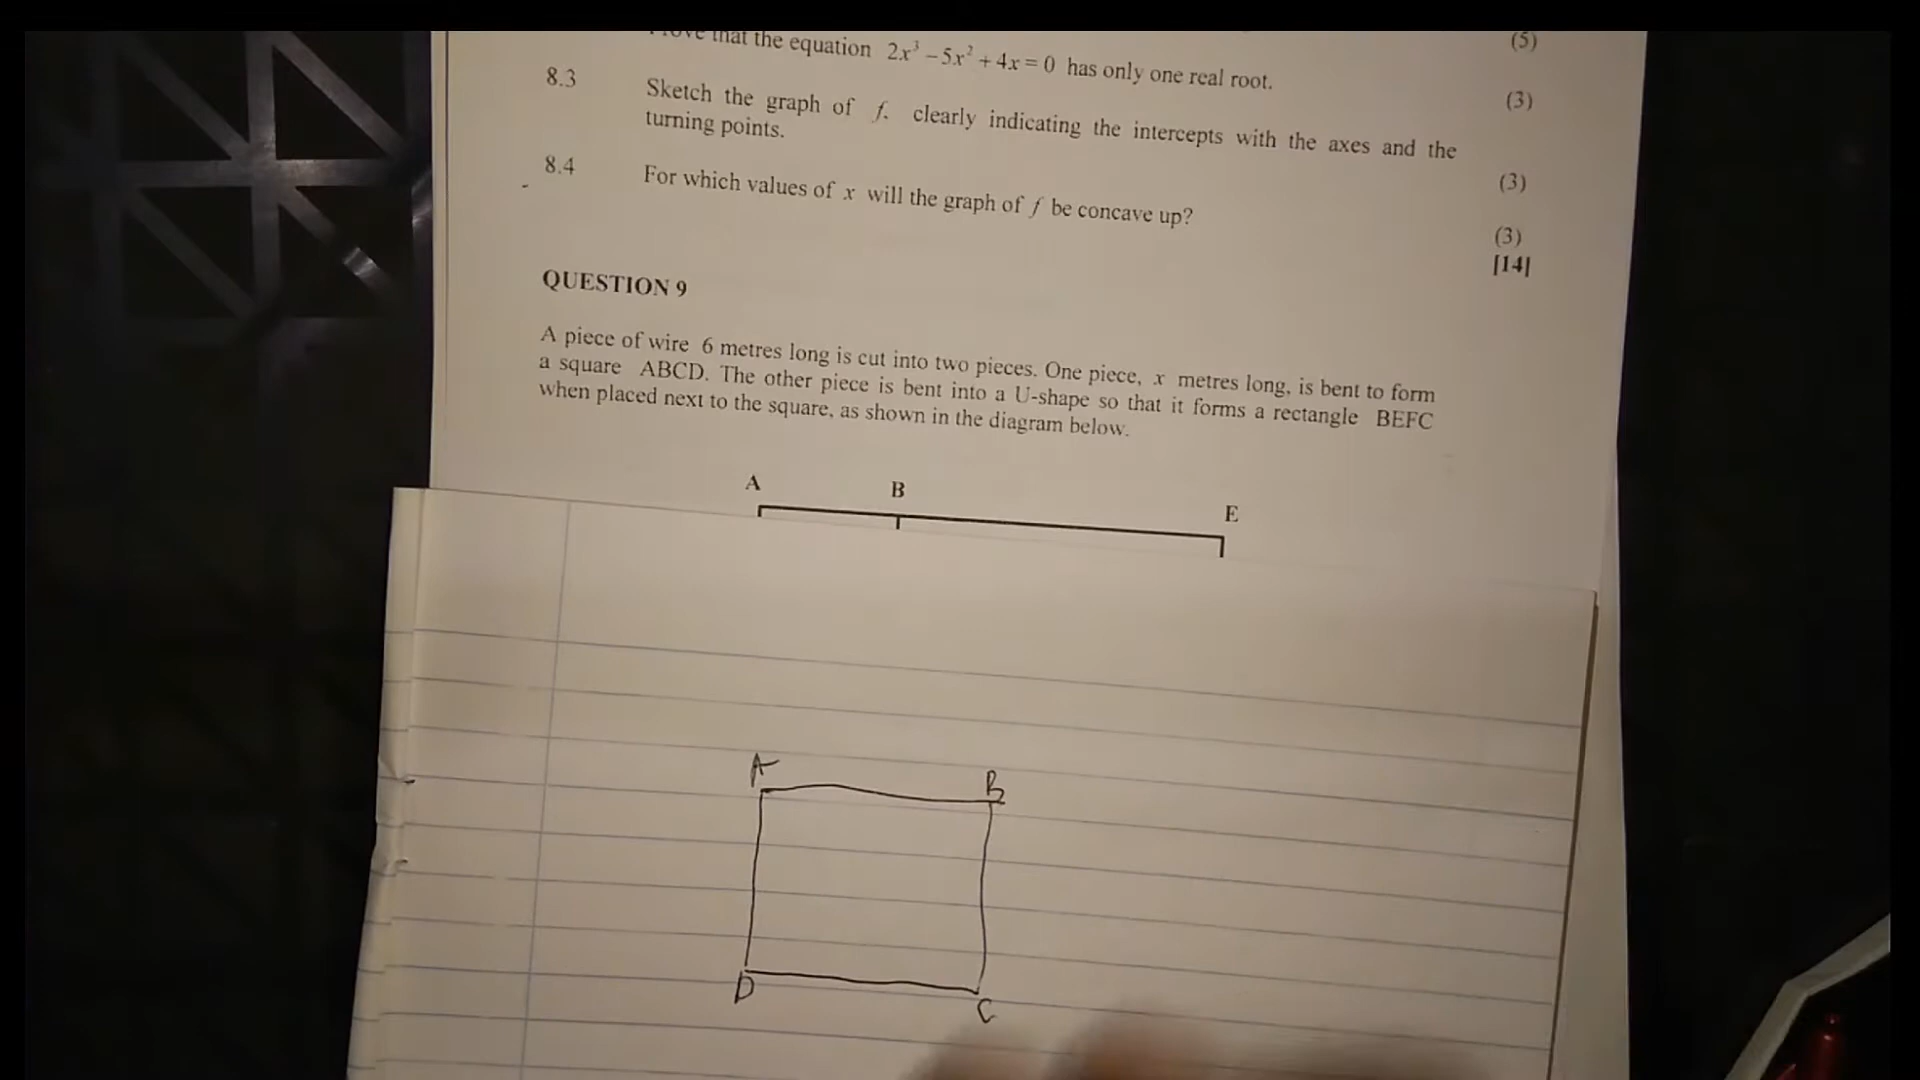 Prove that the equation 2x³ – 5x² + 4x = 0 has only one real root.
(5)
(3)
8.3 Sketch the graph of f. clearly indicating the intercepts with the axes and the
turning points.
(3)
8.4 For which values of x will the graph of f be concave up?
(3)
[14]
QUESTION 9
A piece of wire 6 metres long is cut into two pieces. One piece, x metres long, is bent to form
a square ABCD. The other piece is bent into a U-shape so that it forms a rectangle BEFC
when placed next to the square, as shown in the diagram below.
A B E
A B
D C